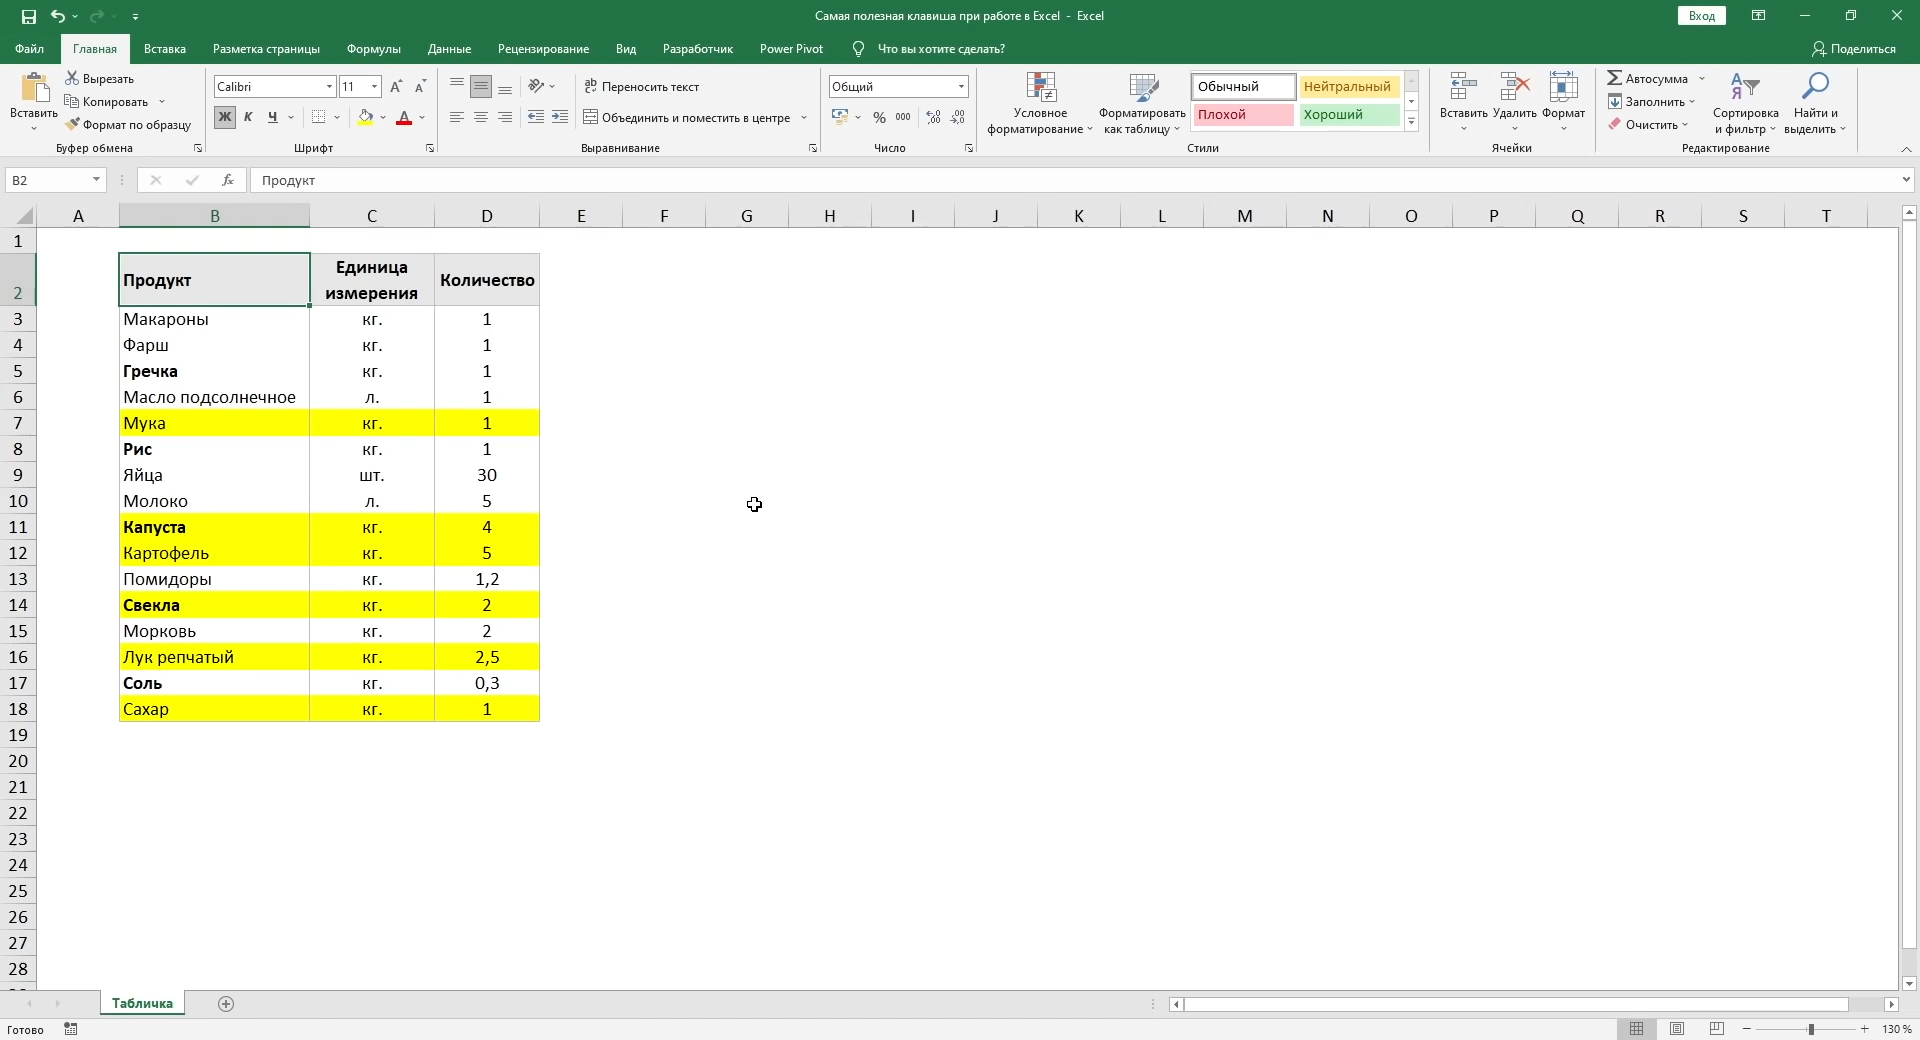 Самая полезная клавиша при работе в Excel - Excel
Вход
Файл Главная Вставка Разметка страницы Формулы Данные Рецензирование Вид Разработчик Power Pivot Что вы хотите сделать? Поделиться
Вставить
Вырезать
Копировать
Формат по образцу
Буфер обмена
Calibri 11
Ж К Ч
Шрифт
Переносить текст
Объединить и поместить в центре
Выравнивание
Общий
% 000
Число
Условное форматирование
Форматировать как таблицу
Обычный Нейтральный
Плохой Хороший
Стили
Вставить Удалить Формат
Ячейки
Автосумма
Заполнить
Очистить
Сортировка и фильтр
Найти и выделить
Редактирование
B2 fx Продукт
A B C D E F G H I J K L M N O P Q R S T
1
2 Продукт Единица измерения Количество
3 Макароны кг. 1
4 Фарш кг. 1
5 Гречка кг. 1
6 Масло подсолнечное л. 1
7 Мука кг. 1
8 Рис кг. 1
9 Яйца шт. 30
10 Молоко л. 5
11 Капуста кг. 4
12 Картофель кг. 5
13 Помидоры кг. 1,2
14 Свекла кг. 2
15 Морковь кг. 2
16 Лук репчатый кг. 2,5
17 Соль кг. 0,3
18 Сахар кг. 1
19
20
21
22
23
24
25
26
27
28
Табличка
Готово
130 %